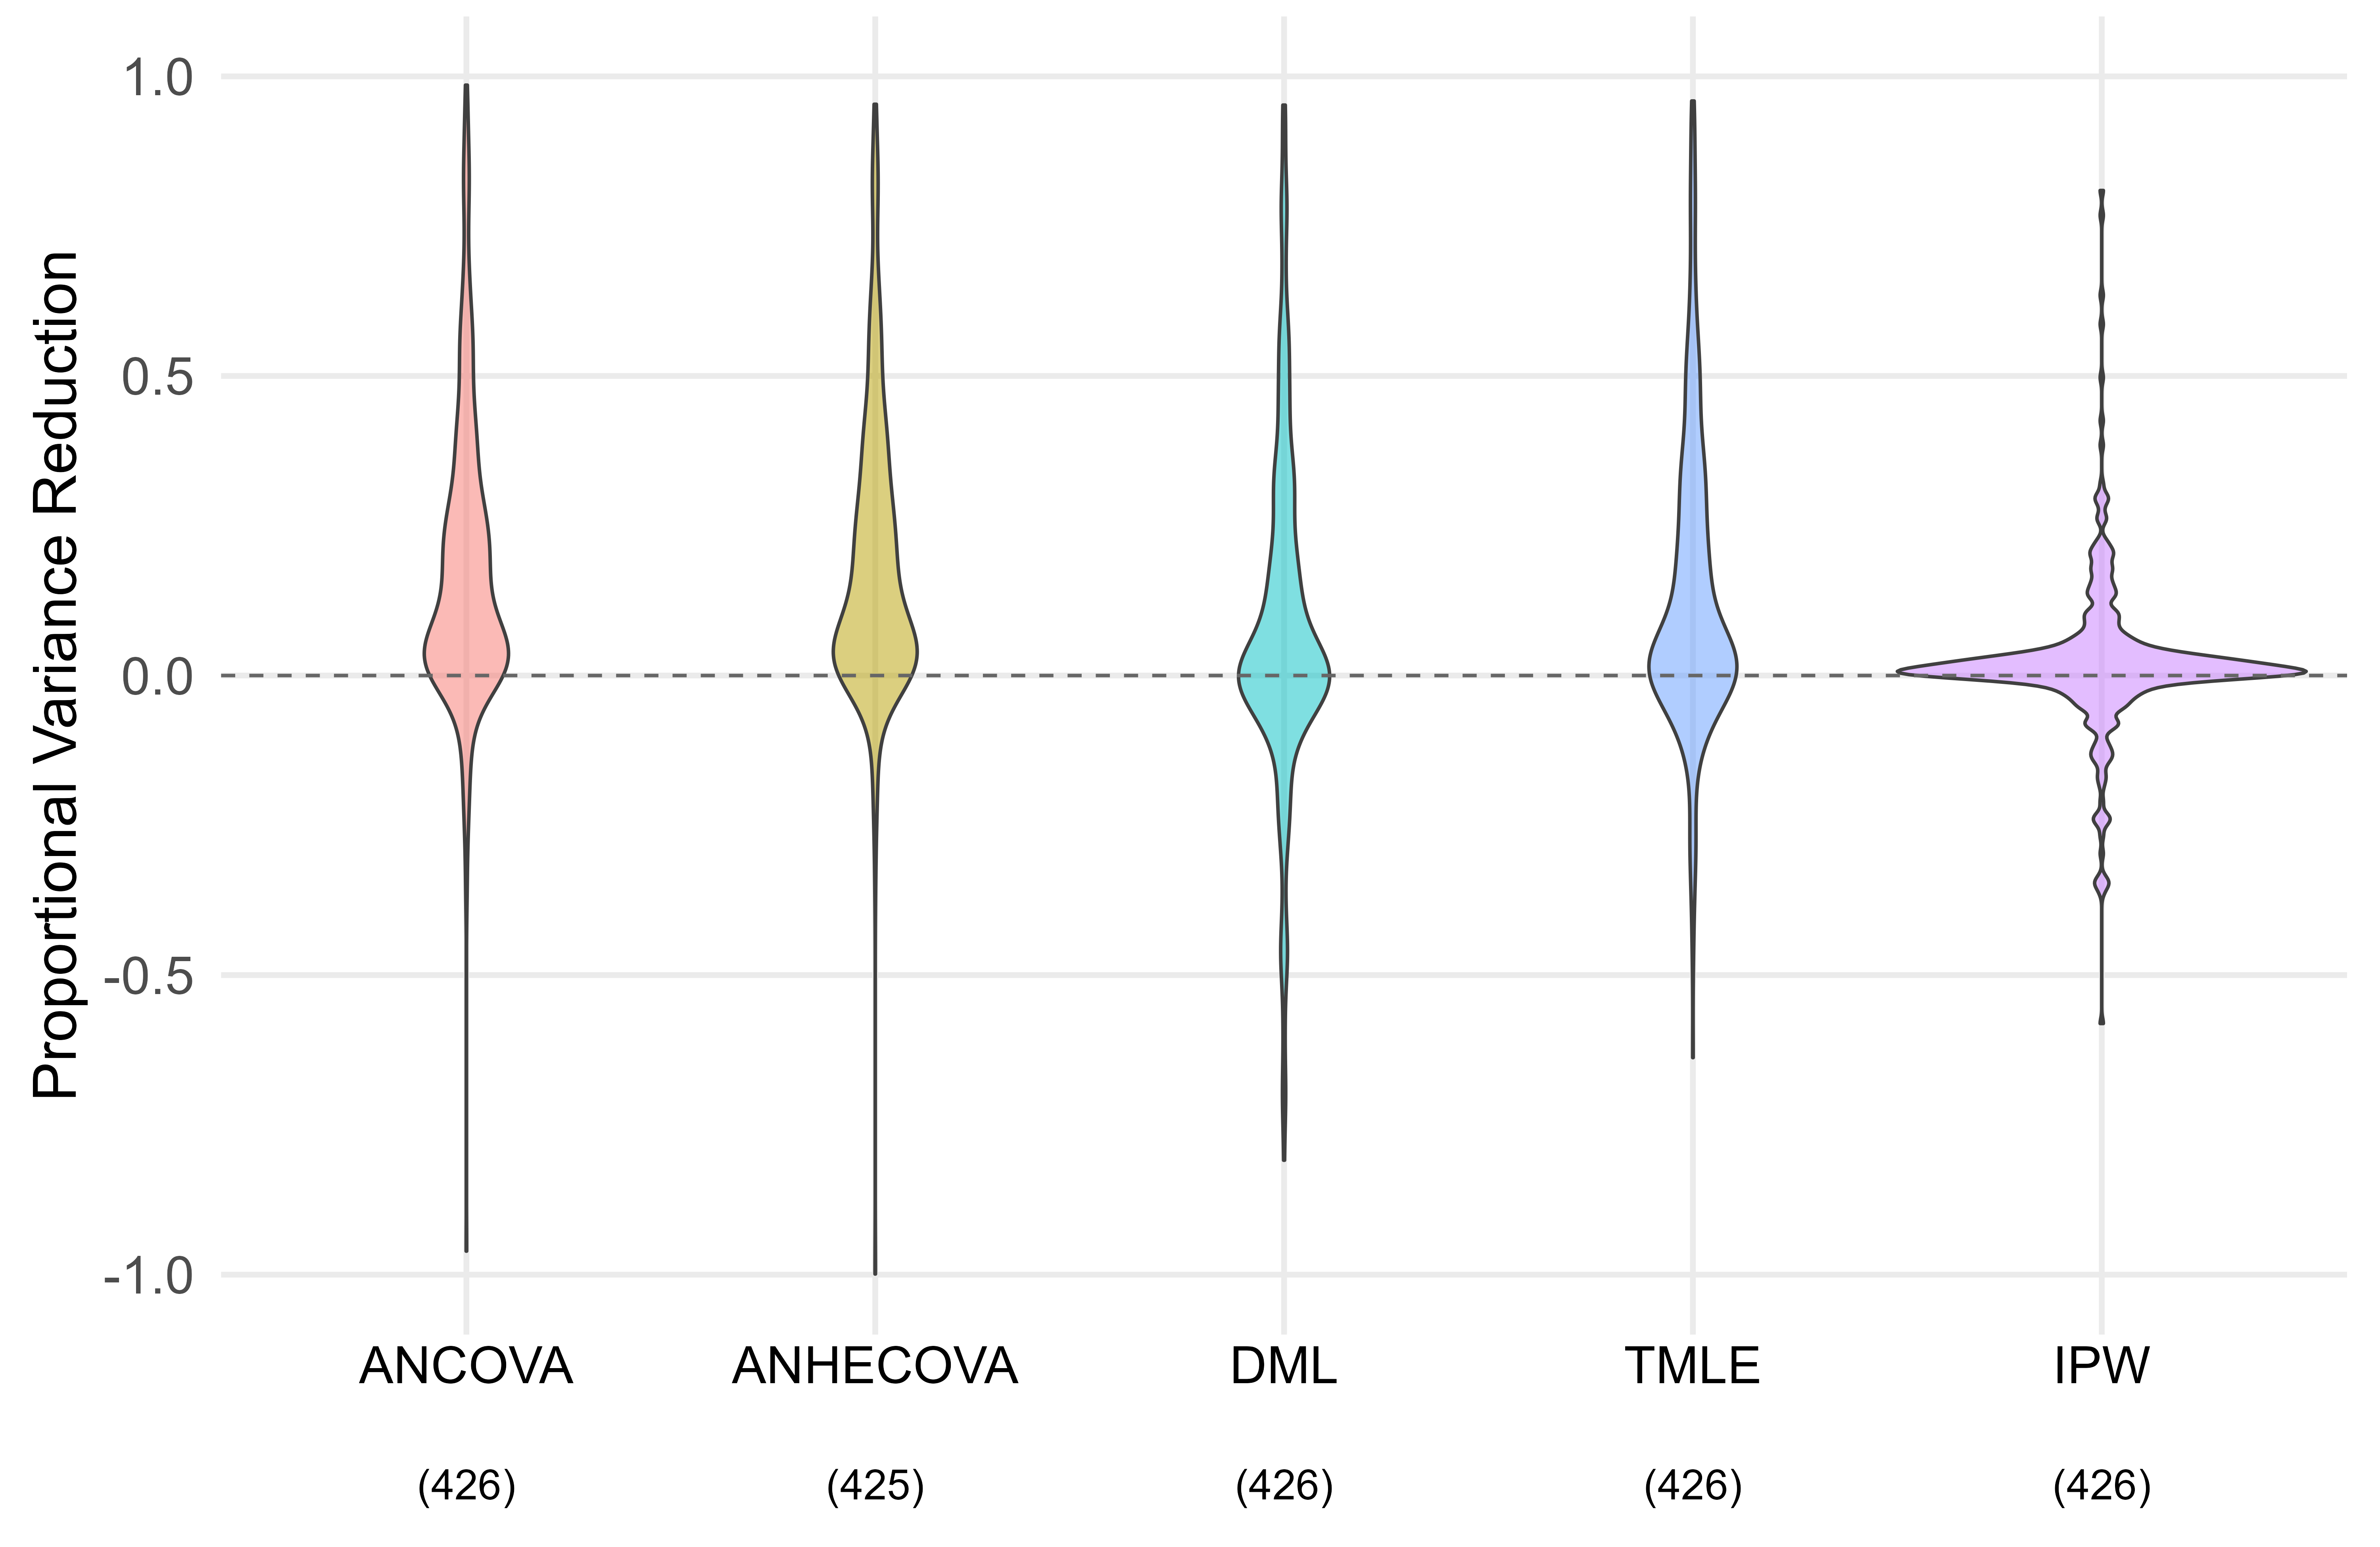 Proportional Variance Reduction
1.0
0.5
0.0
-0.5
-1.0
ANCOVA ANHECOVA DML TMLE IPW
(426) (425) (426) (426) (426)